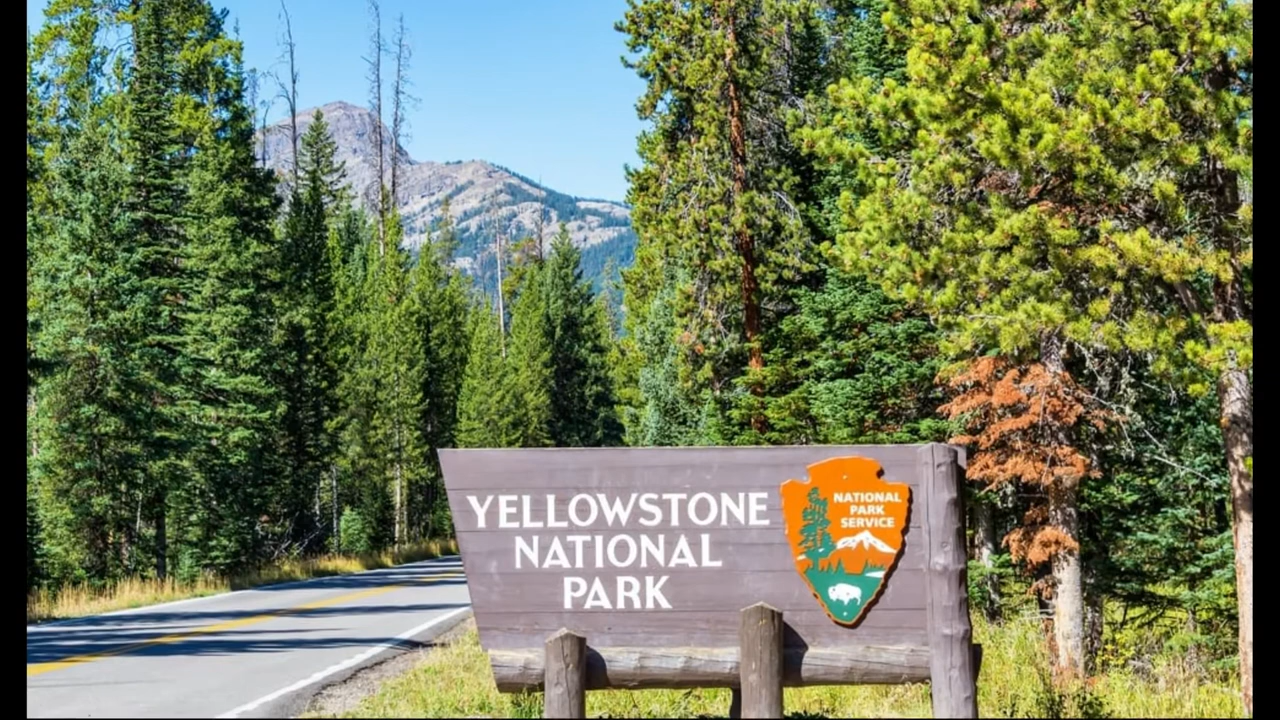 YELLOWSTONE
NATIONAL
PARK
NATIONAL
PARK
SERVICE